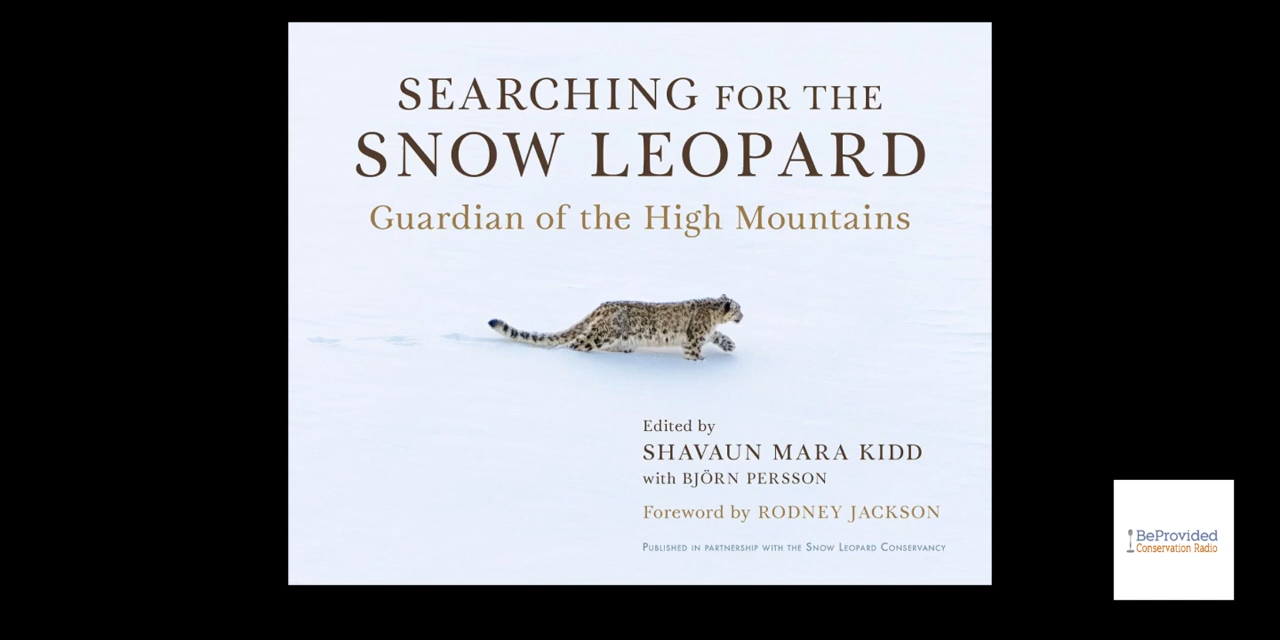 SEARCHING FOR THE
SNOW LEOPARD
Guardian of the High Mountains
Edited by
SHAVAUN MARA KIDD
with BJÖRN PERSSON
Foreword by RODNEY JACKSON
Published in partnership with the Snow Leopard Conservancy
BeProvided
Conservation Radio